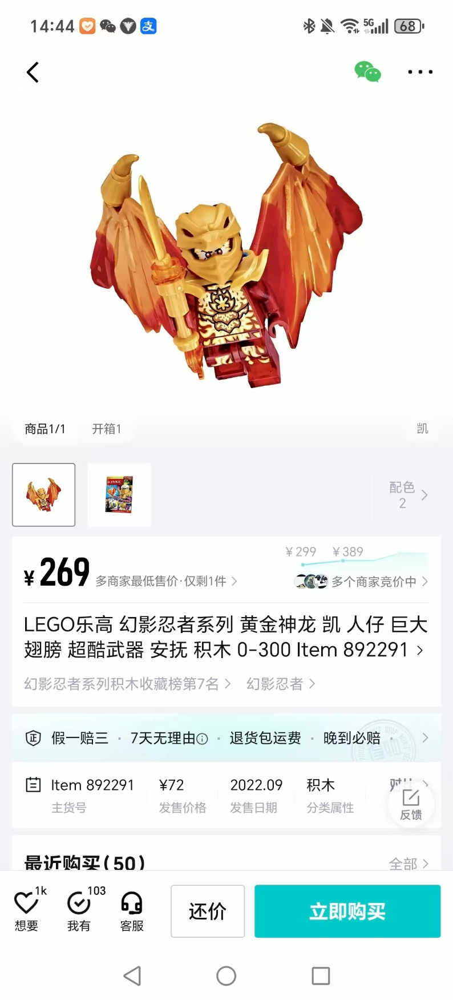 14:44 支 5G 68
商品1/1 开箱1 凯
配色
2
¥299 ¥389
¥269 多商家最低售价·仅剩1件 多个商家竞价中
LEGO乐高 幻影忍者系列 黄金神龙 凯 人仔 巨大
翅膀 超酷武器 安抚 积木 0-300 Item 892291
幻影忍者系列积木收藏榜第7名 幻影忍者
正 假一赔三 · 7天无理由 · 退货包运费 · 晚到必赔 ·
Item 892291 ¥72 2022.09 积木 对比
主货号 发售价格 发售日期 分类属性
反馈
最近购买(50) 全部
1k 103
想要 我有 客服 还价 立即购买